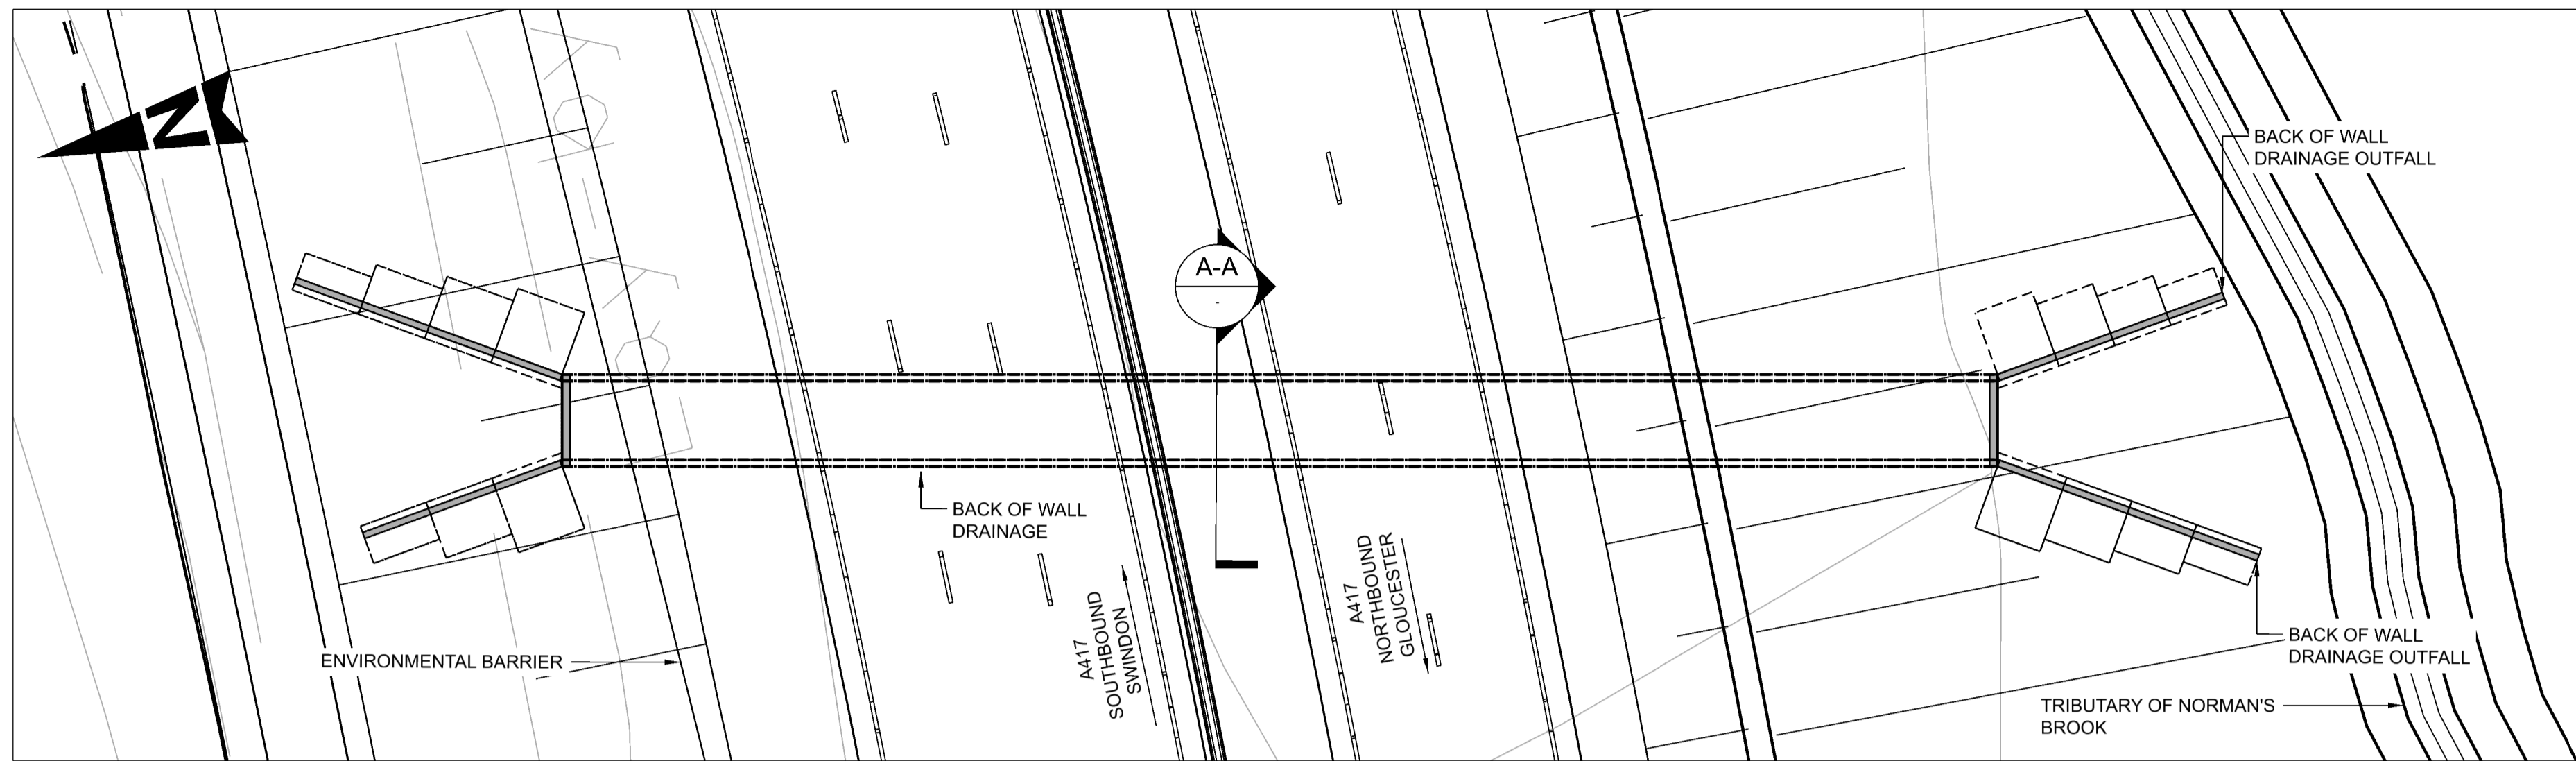 N
A-A
-
BACK OF WALL
DRAINAGE OUTFALL
BACK OF WALL
DRAINAGE
A417
SOUTHBOUND
SWINDON
A417
NORTHBOUND
GLOUCESTER
ENVIRONMENTAL BARRIER
BACK OF WALL
DRAINAGE OUTFALL
TRIBUTARY OF NORMAN'S
BROOK